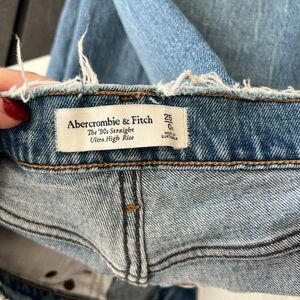 Abercrombie & Fitch
The '90s Straight
Ultra High Rise
25